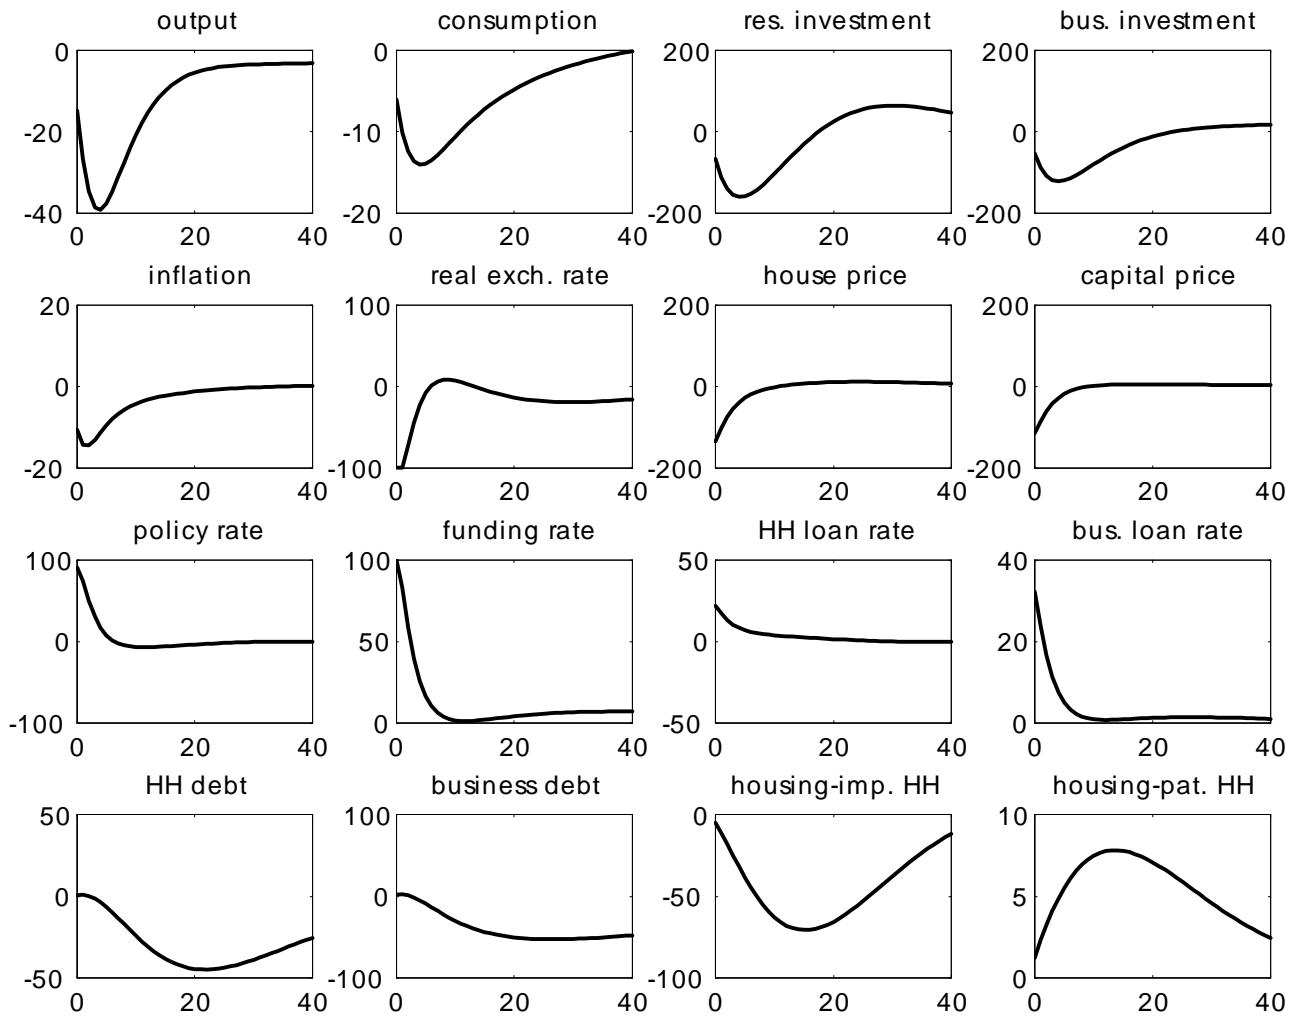 output consumption res. investment bus. investment
0 0 200 200
-20 -10 0 0
-40 -20 -200 -200
0 20 40 0 20 40 0 20 40 0 20 40
inflation real exch. rate house price capital price
20 100 200 200
0 0 0 0
-20 -100 -200 -200
0 20 40 0 20 40 0 20 40 0 20 40
policy rate funding rate HH loan rate bus. loan rate
100 100 50 40
0 50 0 20
-100 0 -50 0
0 20 40 0 20 40 0 20 40 0 20 40
HH debt business debt housing-imp. HH housing-pat. HH
50 100 0 10
0 0 -50 5
-50 -100 -100 0
0 20 40 0 20 40 0 20 40 0 20 40